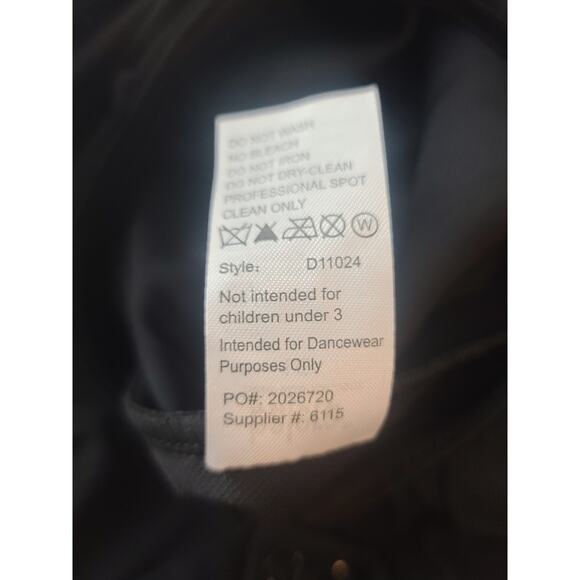 DO NOT WASH
NO BLEACH
DO NOT IRON
DO NOT DRY-CLEAN
PROFESSIONAL SPOT
CLEAN ONLY
W
Style: D11024
Not intended for
children under 3
Intended for Dancewear
Purposes Only
PO#: 2026720
Supplier #: 6115